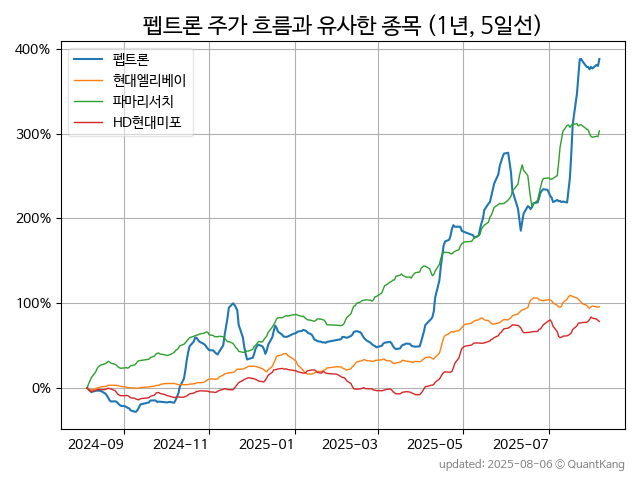 펩트론 주가 흐름과 유사한 종목 (1년, 5일선)
400%
300%
200%
100%
0%
펩트론
현대엘리베이
파마리서치
HD현대미포
2024-09
2024-11
2025-01
2025-03
2025-05
2025-07
updated: 2025-08-06 © QuantKang